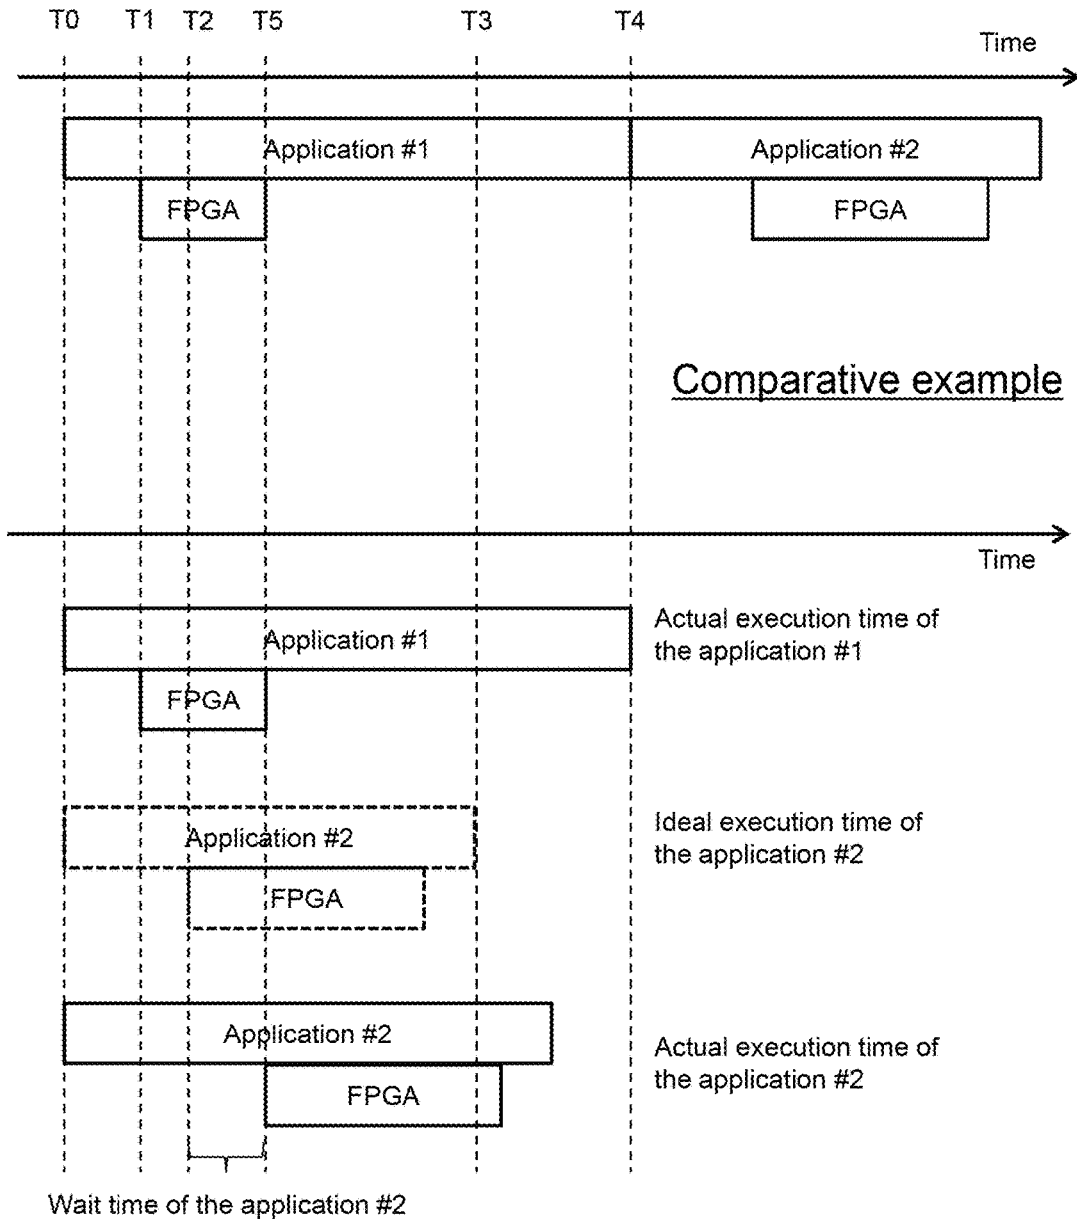 T0 T1 T2 T5 T3 T4
Time
Application #1 Application #2
FPGA FPGA
Comparative example
Time
Application #1
Actual execution time of
the application #1
FPGA
Application #2
Ideal execution time of
the application #2
FPGA
Application #2
Actual execution time of
the application #2
FPGA
Wait time of the application #2